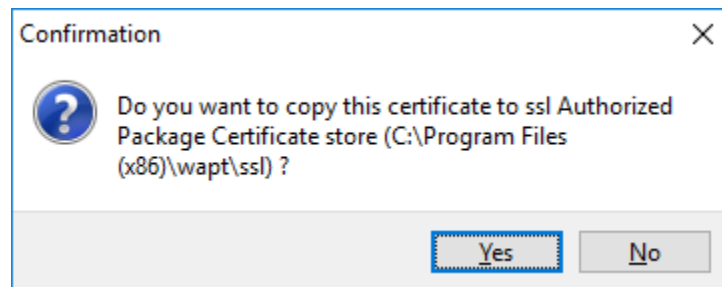 Confirmation
Do you want to copy this certificate to ssl Authorized
Package Certificate store (C:\Program Files
(x86)\wapt\ssl) ?
Yes
No